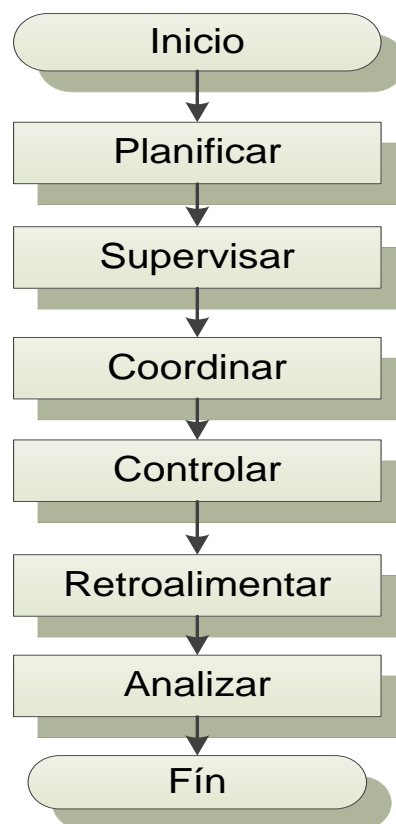 Inicio
Planificar
Supervisar
Coordinar
Controlar
Retroalimentar
Analizar
Fín